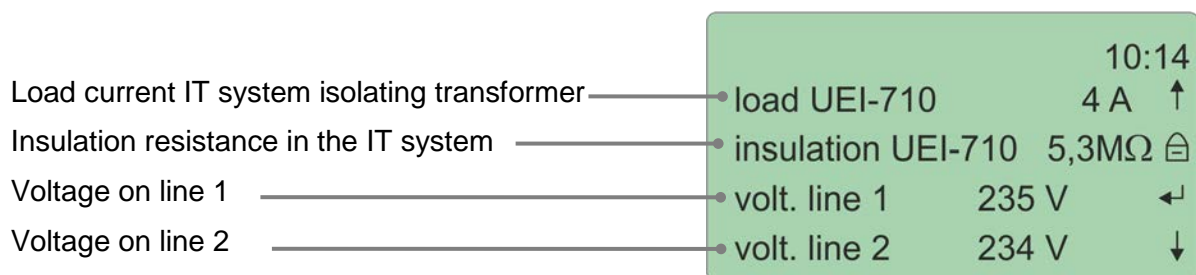 10:14
Load current IT system isolating transformer load UEI-710 4 A ↑
Insulation resistance in the IT system insulation UEI-710 5,3MΩ
Voltage on line 1 volt. line 1 235 V ↵
Voltage on line 2 volt. line 2 234 V ↓